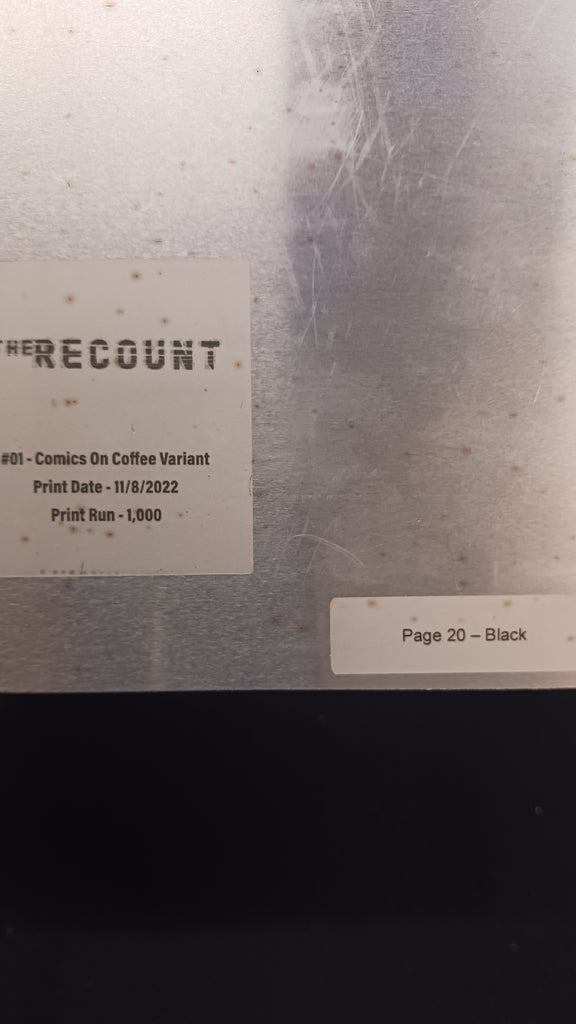 THE RECOUNT
#01 - Comics On Coffee Variant
Print Date - 11/8/2022
Print Run - 1,000
Page 20 – Black